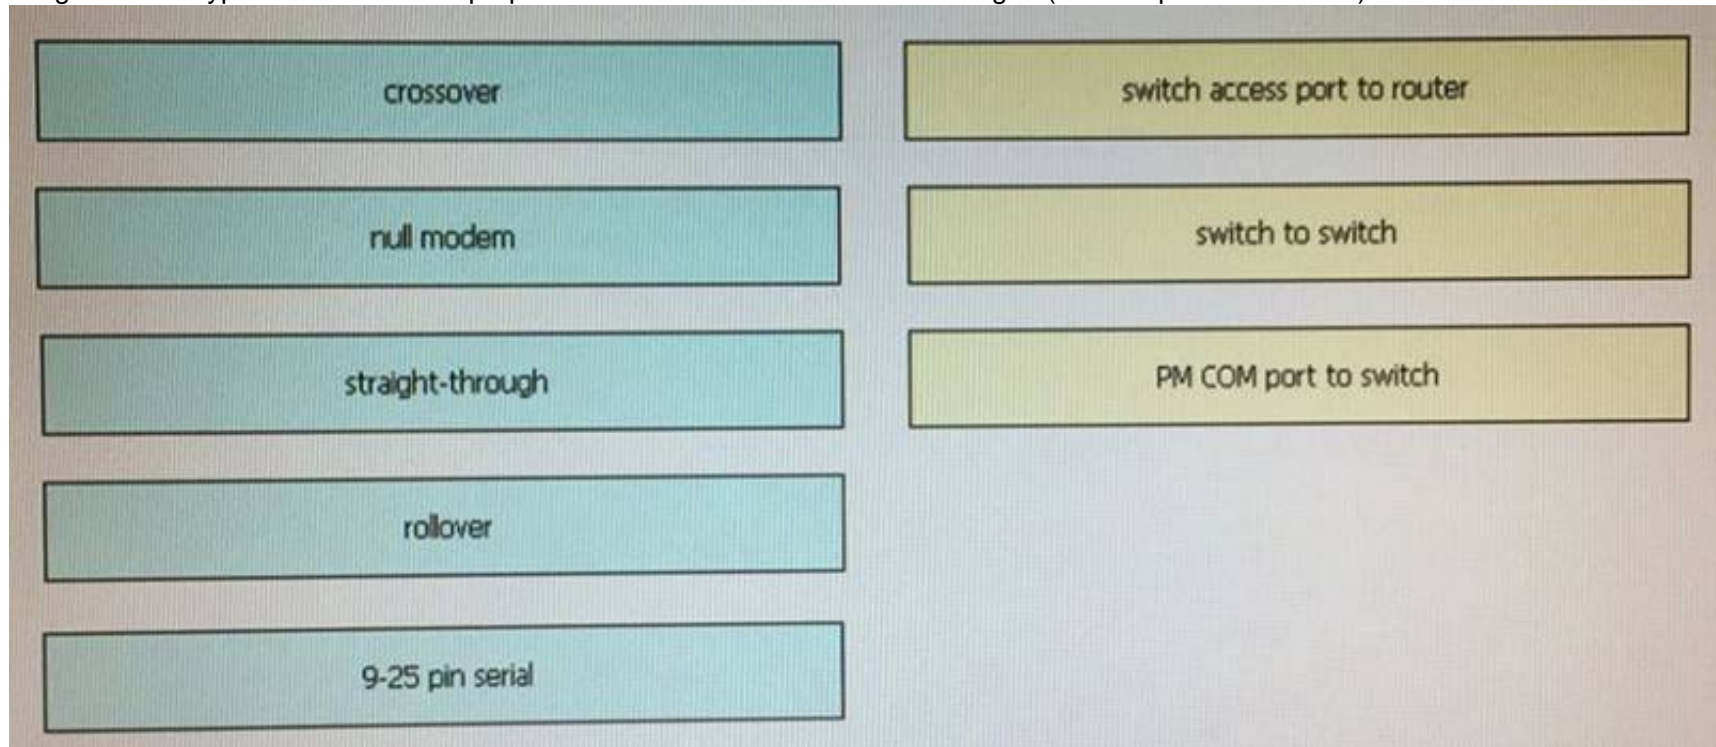 crossover
switch access port to router
null modem
switch to switch
straight-through
PM COM port to switch
rollover
9-25 pin serial